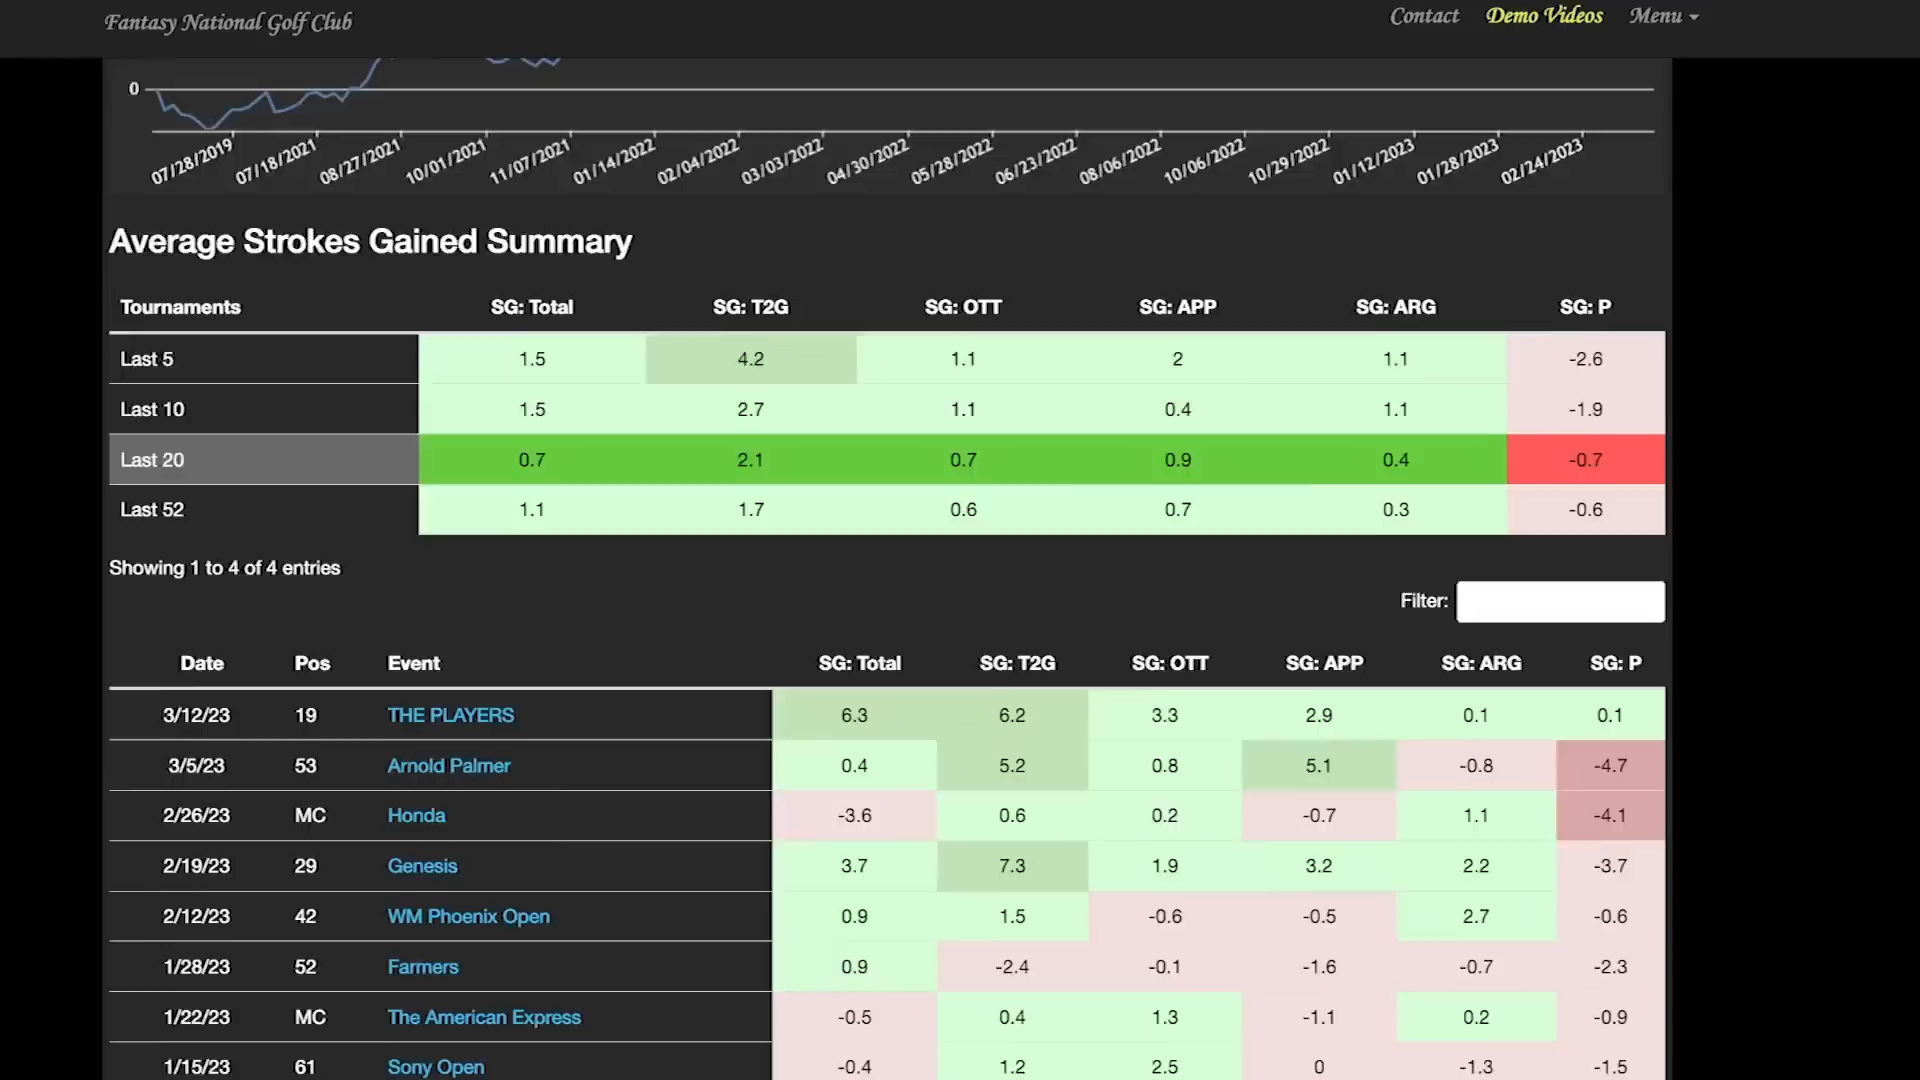 Fantasy National Golf Club Contact Demo Videos Menu
0
07/28/2019 07/18/2021 08/27/2021 10/01/2021 11/07/2021 01/14/2022 02/04/2022 03/03/2022 04/30/2022 05/28/2022 06/23/2022 08/06/2022 10/06/2022 10/29/2022 01/12/2023 01/28/2023 02/24/2023
Average Strokes Gained Summary
Tournaments SG: Total SG: T2G SG: OTT SG: APP SG: ARG SG: P
Last 5 1.5 4.2 1.1 2 1.1 -2.6
Last 10 1.5 2.7 1.1 0.4 1.1 -1.9
Last 20 0.7 2.1 0.7 0.9 0.4 -0.7
Last 52 1.1 1.7 0.6 0.7 0.3 -0.6
Showing 1 to 4 of 4 entries
Filter:
Date Pos Event SG: Total SG: T2G SG: OTT SG: APP SG: ARG SG: P
3/12/23 19 THE PLAYERS 6.3 6.2 3.3 2.9 0.1 0.1
3/5/23 53 Arnold Palmer 0.4 5.2 0.8 5.1 -0.8 -4.7
2/26/23 MC Honda -3.6 0.6 0.2 -0.7 1.1 -4.1
2/19/23 29 Genesis 3.7 7.3 1.9 3.2 2.2 -3.7
2/12/23 42 WM Phoenix Open 0.9 1.5 -0.6 -0.5 2.7 -0.6
1/28/23 52 Farmers 0.9 -2.4 -0.1 -1.6 -0.7 -2.3
1/22/23 MC The American Express -0.5 0.4 1.3 -1.1 0.2 -0.9
1/15/23 61 Sony Open -0.4 1.2 2.5 0 -1.3 -1.5